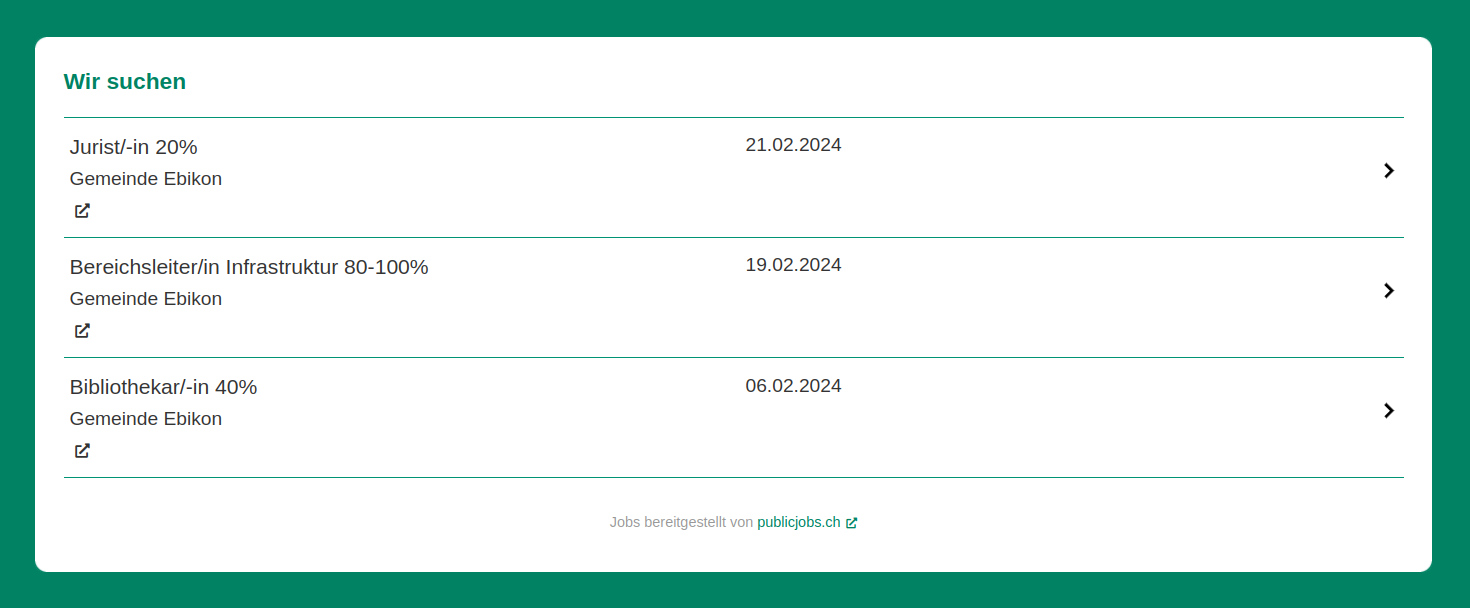 Wir suchen
Jurist/-in 20%
21.02.2024
Gemeinde Ebikon
Bereichsleiter/in Infrastruktur 80-100%
19.02.2024
Gemeinde Ebikon
Bibliothekar/-in 40%
06.02.2024
Gemeinde Ebikon
Jobs bereitgestellt von publicjobs.ch